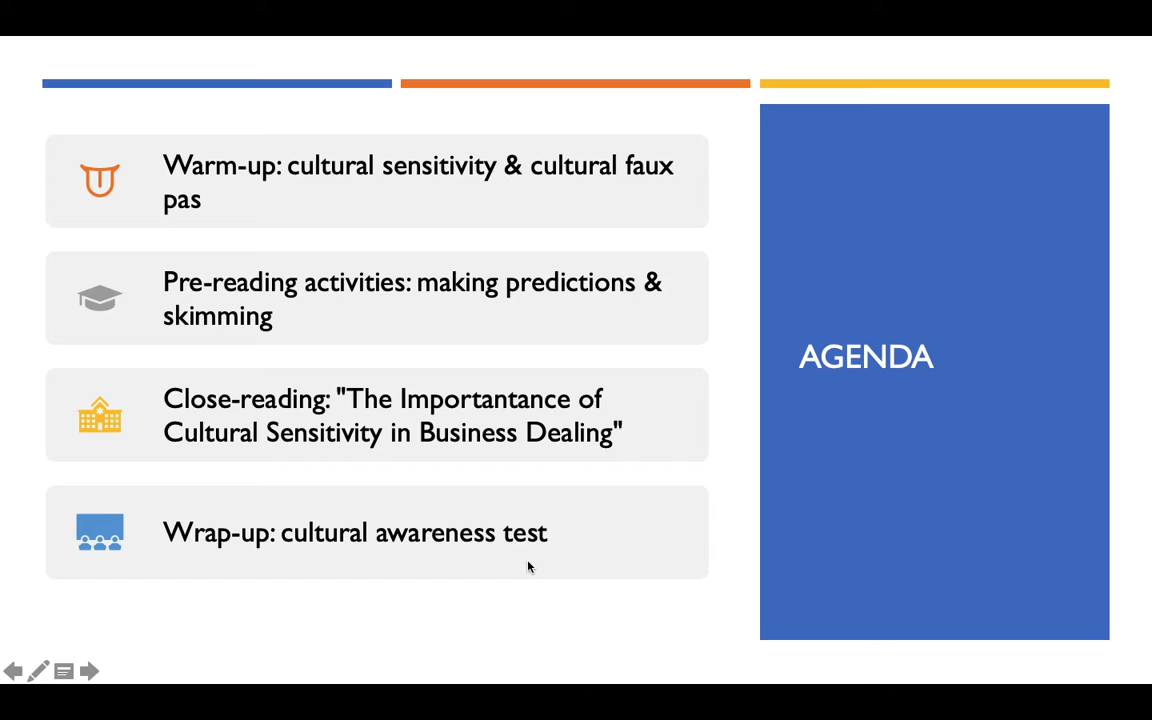 Warm-up: cultural sensitivity & cultural faux
pas
Pre-reading activities: making predictions &
skimming
Close-reading: "The Importantance of
Cultural Sensitivity in Business Dealing"
Wrap-up: cultural awareness test
AGENDA